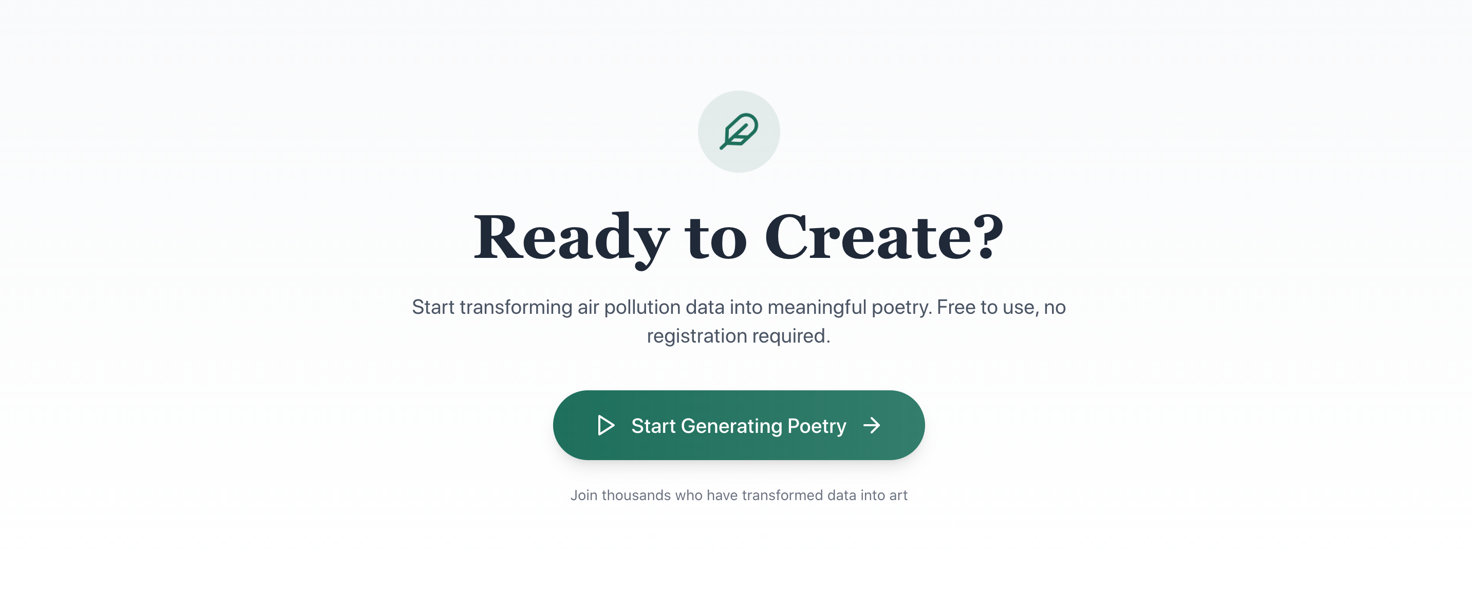 Ready to Create?
Start transforming air pollution data into meaningful poetry. Free to use, no
registration required.
Start Generating Poetry
Join thousands who have transformed data into art